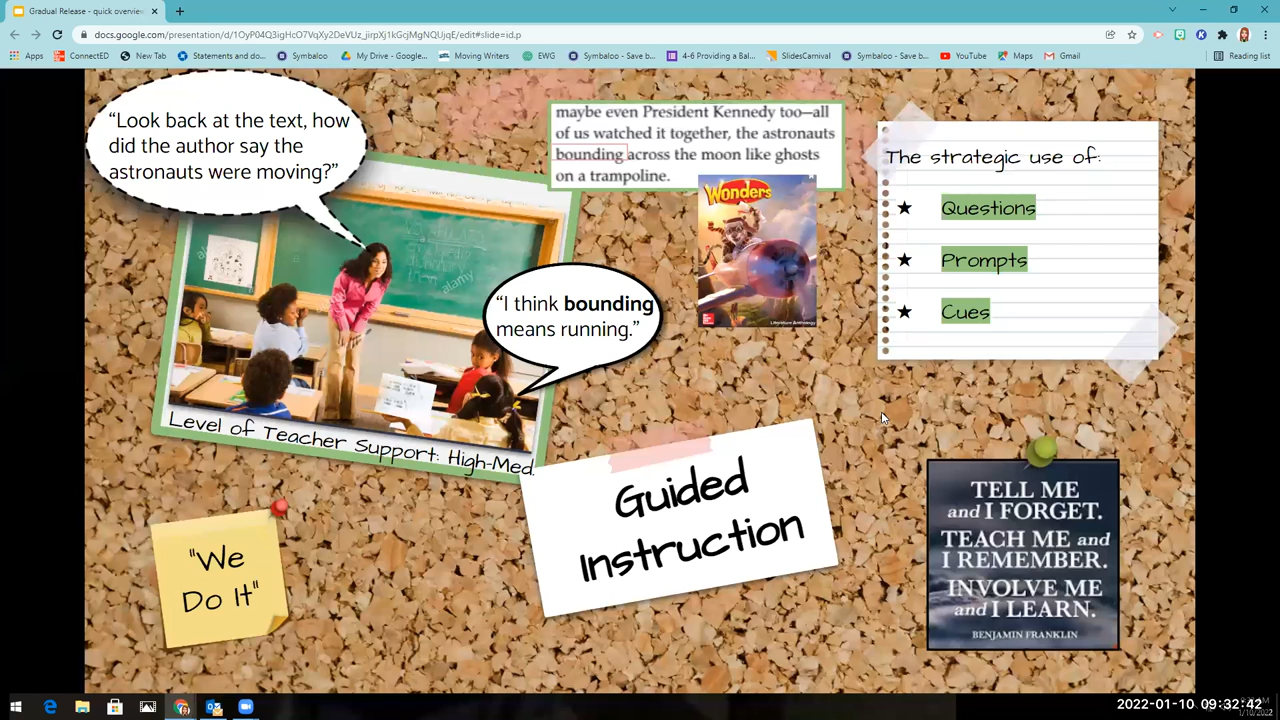 Gradual Release - quick overvie
docs.google.com/presentation/d/1OyP04Q3igHcO7VqXy2DeVUz_jirpXj1kGcjMgNQUjqE/edit#slide=id.p
Apps ConnectED New Tab Statements and do... Symbaloo My Drive - Google... Moving Writers EWG Symbaloo - Save b... 4-6 Providing a Bal... SlidesCarnival Symbaloo - Save b... YouTube Maps Gmail Reading list
“Look back at the text, how
did the author say the
astronauts were moving?”
maybe even President Kennedy too—all
of us watched it together, the astronauts
bounding across the moon like ghosts
on a trampoline.
Wonders
Literature Anthology
The strategic use of:
★ Questions
★ Prompts
★ Cues
“I think bounding
means running.”
alamy
Level of Teacher Support: High-Med.
Guided
Instruction
"We
Do It"
TELL ME
and I FORGET.
TEACH ME and
I REMEMBER.
INVOLVE ME
and I LEARN.
BENJAMIN FRANKLIN
2022-01-10 09:32:42